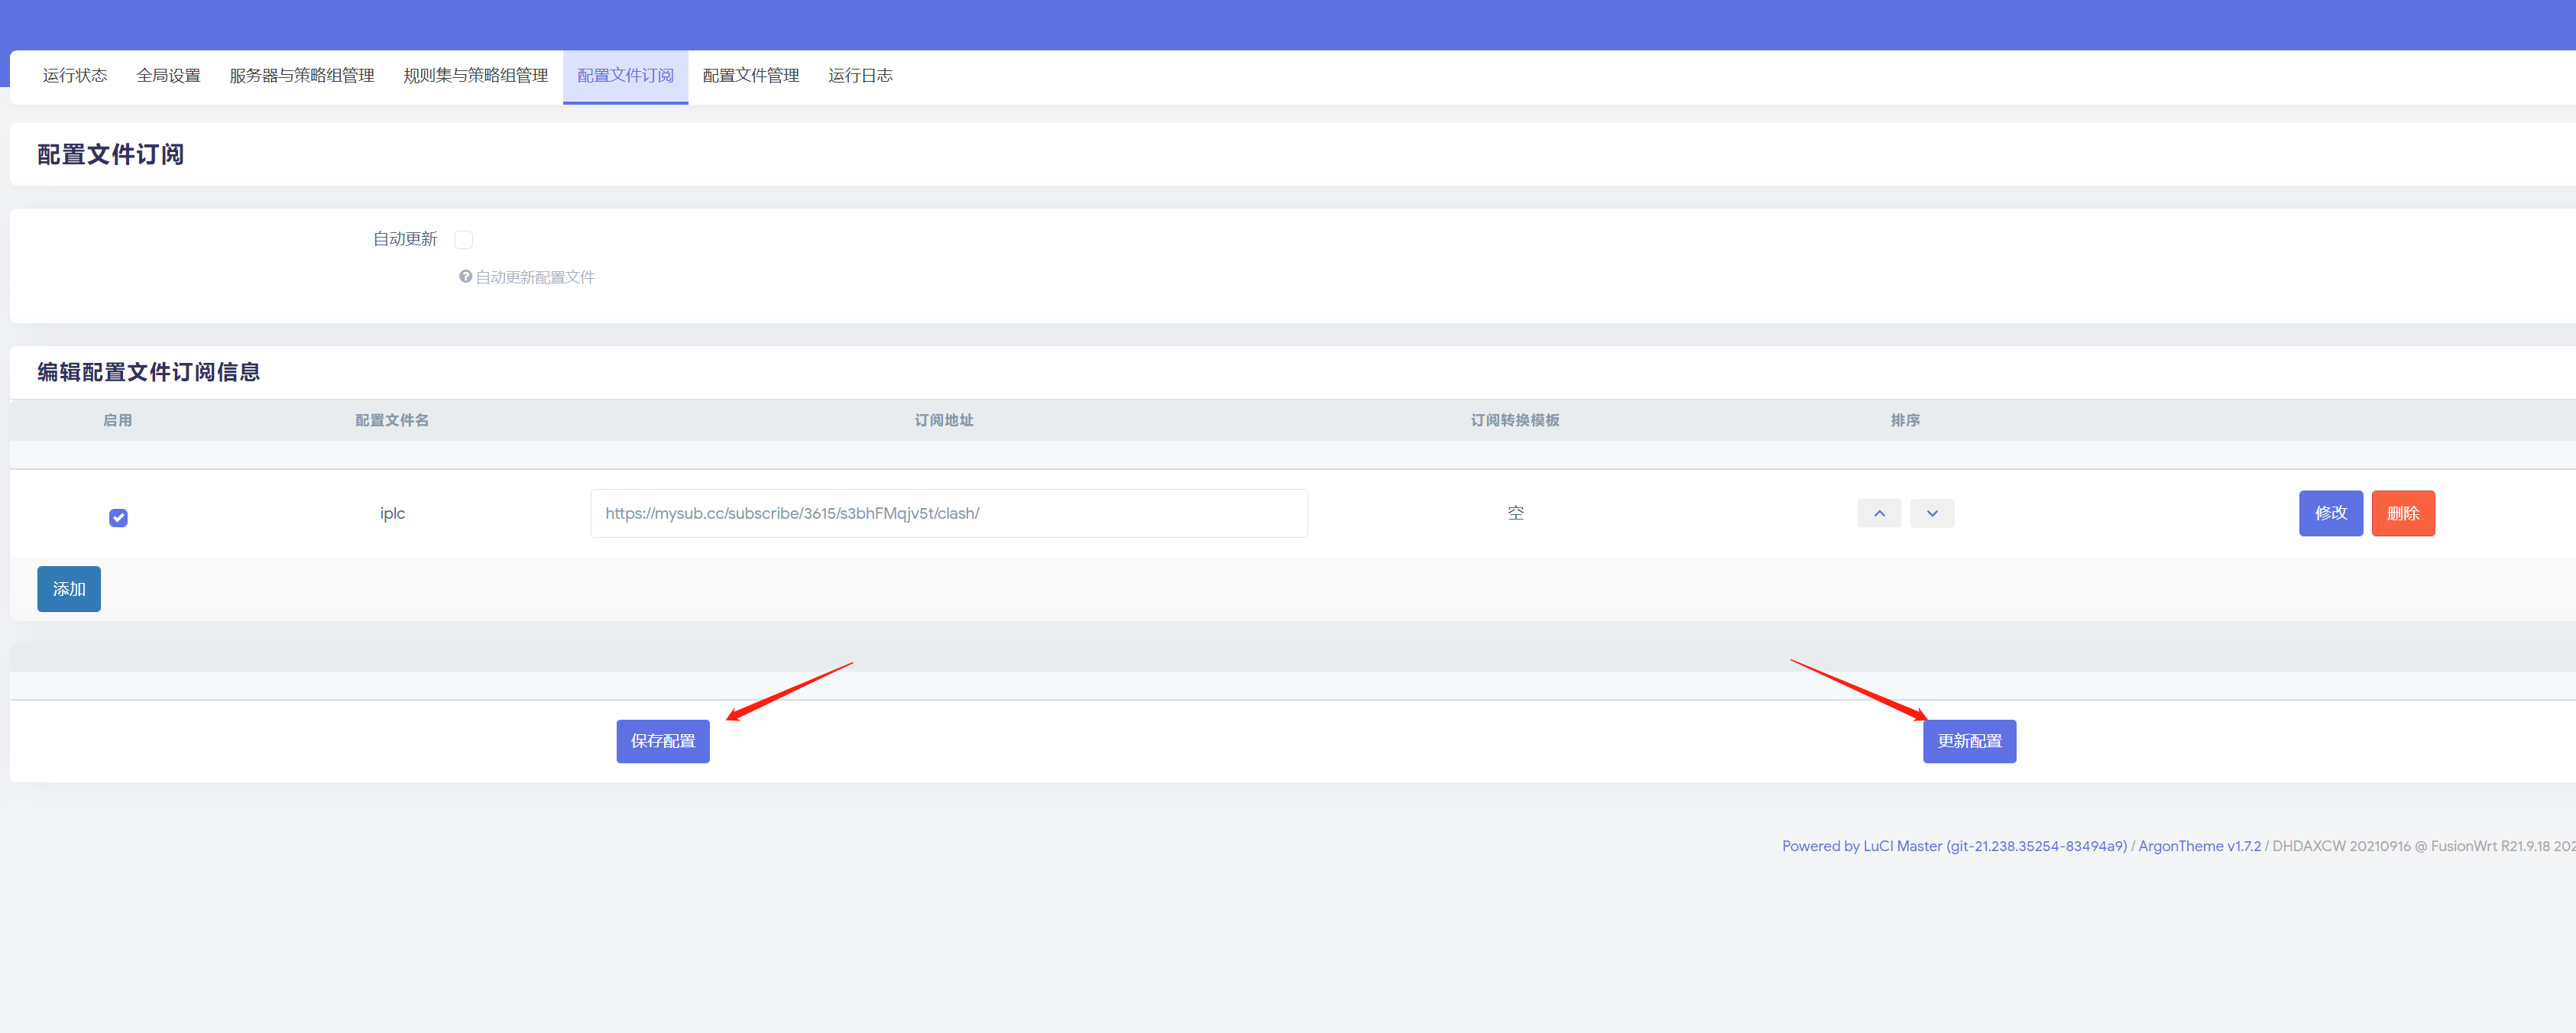 运行状态 全局设置 服务器与策略组管理 规则集与策略组管理 配置文件订阅 配置文件管理 运行日志
配置文件订阅
自动更新
自动更新配置文件
编辑配置文件订阅信息
启用 配置文件名 订阅地址 订阅转换模板 排序
iplc https://mysub.cc/subscribe/3615/s3bhFMqjv5t/clash/ 空 修改 删除
添加
保存配置 更新配置
Powered by LuCI Master (git-21.238.35254-83494a9) / ArgonTheme v1.7.2 / DHDAXCW 20210916 @ FusionWrt R21.9.18 202